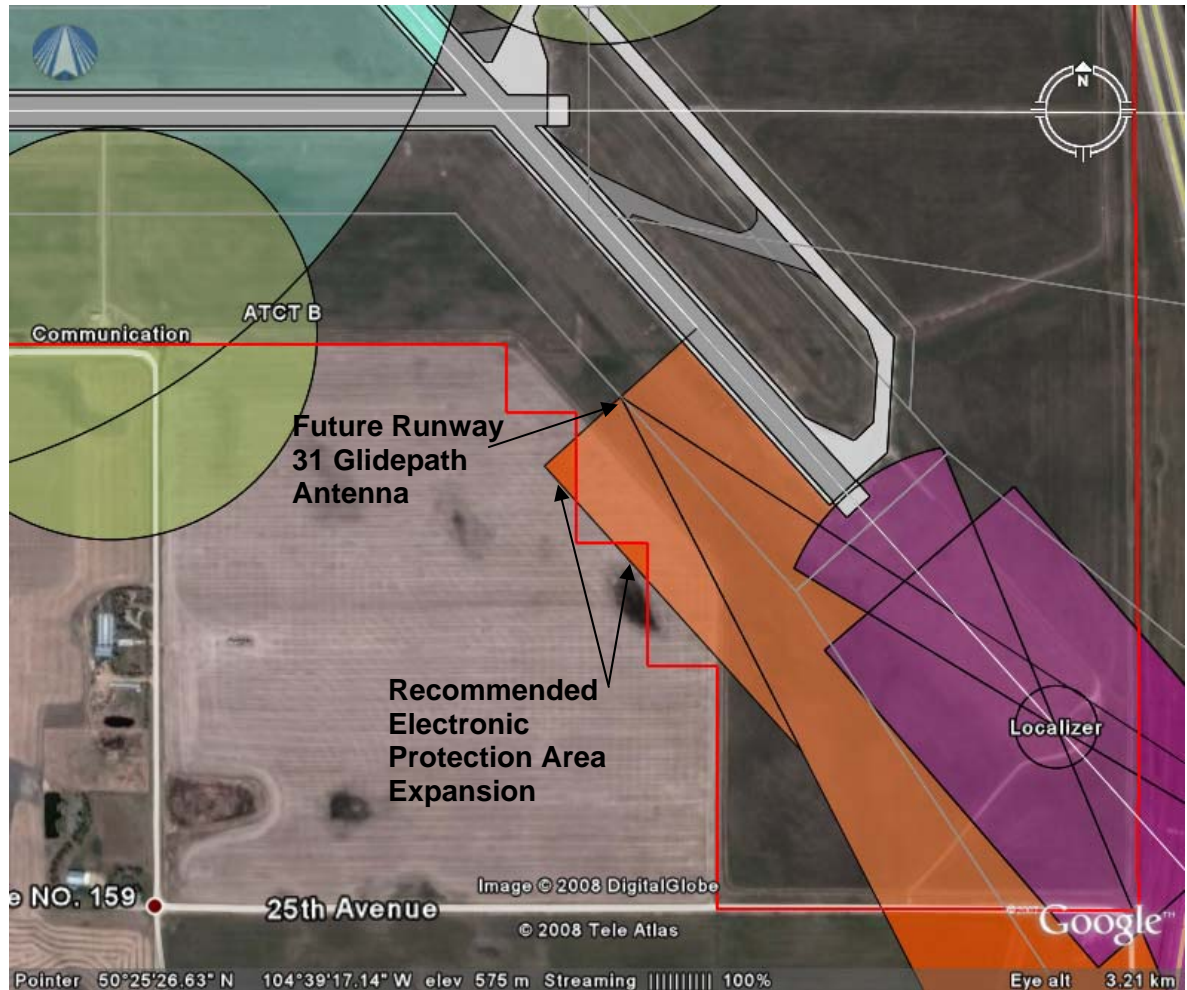 N
ATCT B
Communication
Future Runway
31 Glidepath
Antenna
Recommended
Electronic
Protection Area
Expansion
Localizer
e NO. 159
25th Avenue
Image © 2008 DigitalGlobe
© 2008 Tele Atlas
Google™
Pointer 50°25'26.63" N 104°39'17.14" W elev 575 m Streaming |||||||||| 100% Eye alt 3.21 km